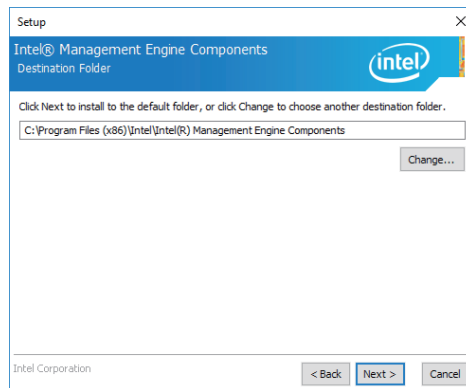 Setup
Intel® Management Engine Components
Destination Folder
intel
Click Next to install to the default folder, or click Change to choose another destination folder.
C:\Program Files (x86)\Intel\Intel(R) Management Engine Components
Change...
Intel Corporation
< Back
Next >
Cancel